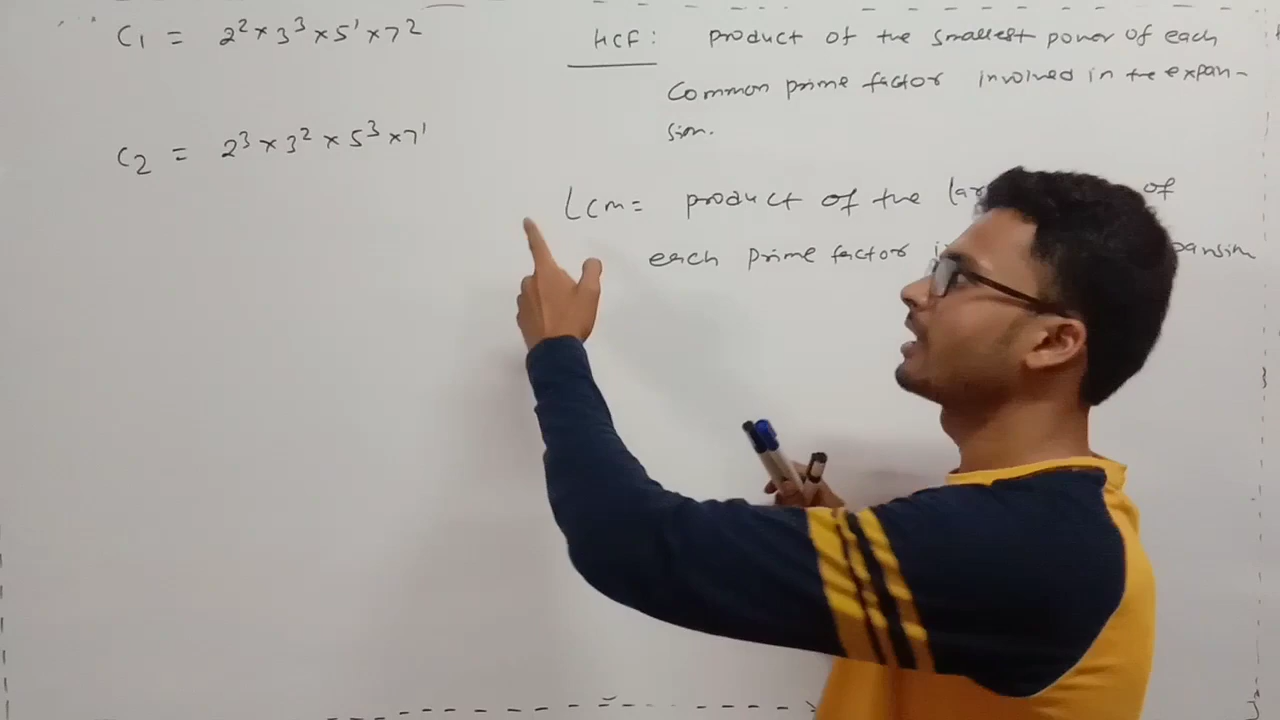 C₁ = 2² × 3³ × 5¹ × 7²
C₂ = 2³ × 3² × 5³ × 7¹
HCF: product of the smallest power of each
Common prime factor involved in the expan-
sion.
Lcm = product of the of
each prime factor